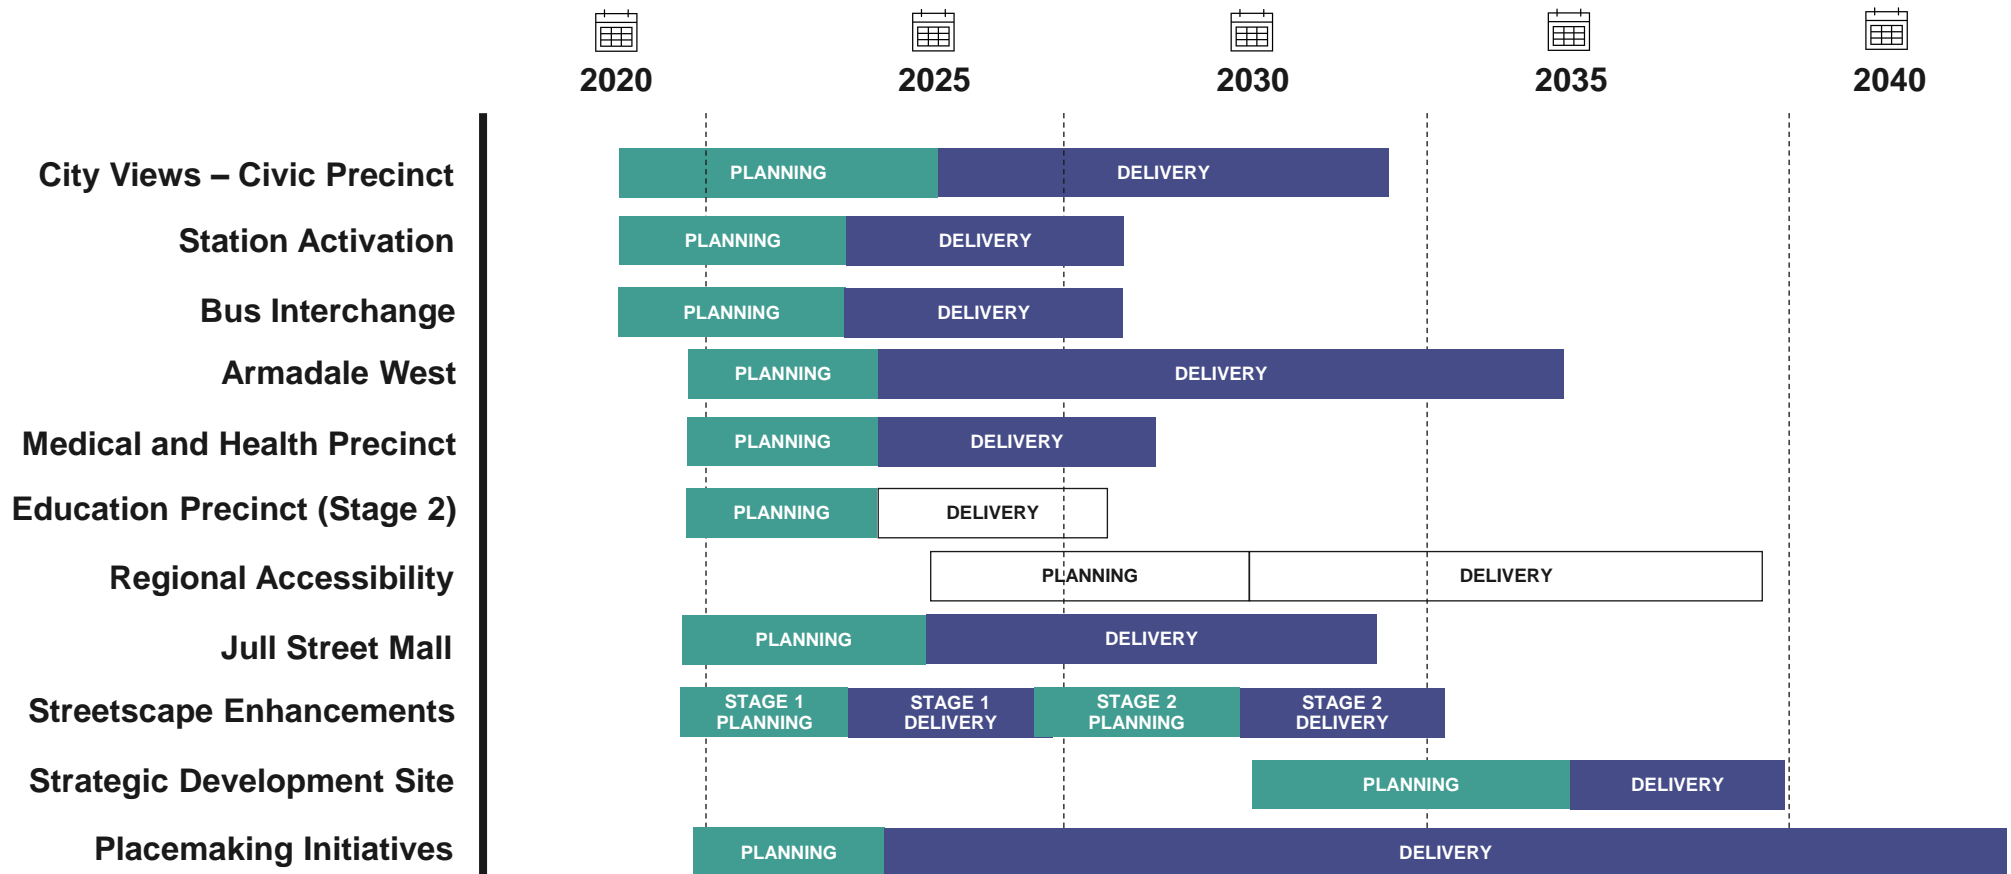 2020 2025 2030 2035 2040
City Views – Civic Precinct PLANNING DELIVERY
Station Activation PLANNING DELIVERY
Bus Interchange PLANNING DELIVERY
Armadale West PLANNING DELIVERY
Medical and Health Precinct PLANNING DELIVERY
Education Precinct (Stage 2) PLANNING DELIVERY
Regional Accessibility PLANNING DELIVERY
Jull Street Mall PLANNING DELIVERY
Streetscape Enhancements
STAGE 1 STAGE 1 STAGE 2 STAGE 2
PLANNING DELIVERY PLANNING DELIVERY
Strategic Development Site PLANNING DELIVERY
Placemaking Initiatives PLANNING DELIVERY